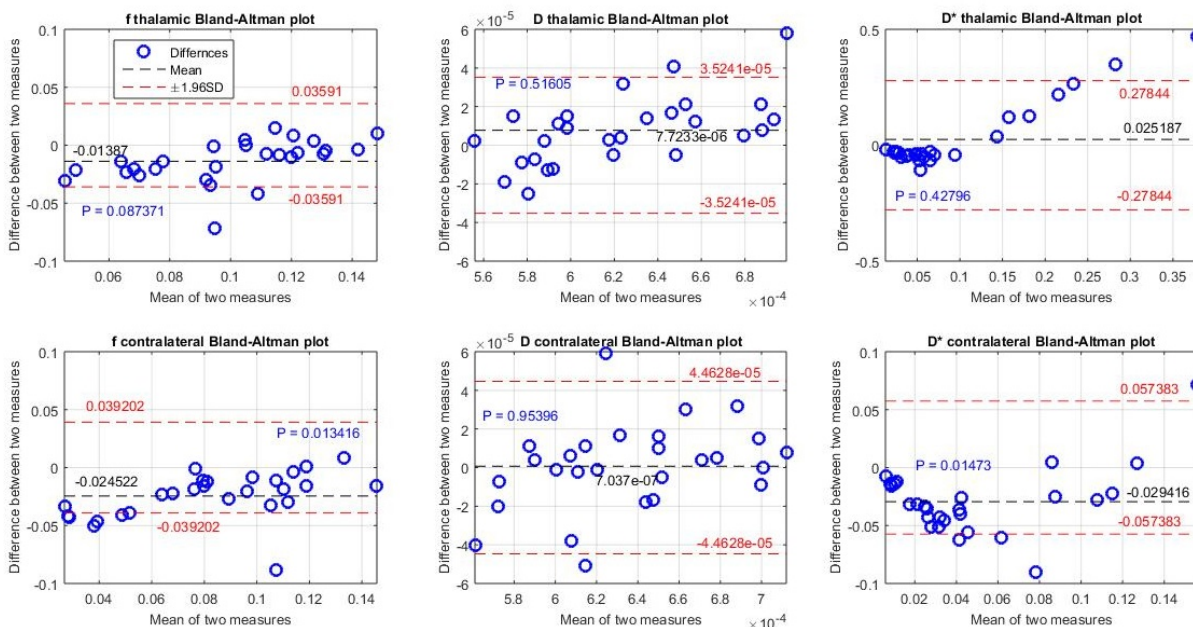 f thalamic Bland-Altman plot
0.1
0.05
0
-0.05
-0.1
Difference between two measures
Differnces
Mean
±1.96SD
0.03591
-0.01387
-0.03591
P = 0.087371
0.06
0.08
0.1
0.12
0.14
Mean of two measures
D thalamic Bland-Altman plot
×10⁻⁵
6
4
2
0
-2
-4
-6
Difference between two measures
P = 0.51605
3.5241e-05
7.7233e-06
-3.5241e-05
5.6
5.8
6
6.2
6.4
6.6
6.8
×10⁻⁴
Mean of two measures
D* thalamic Bland-Altman plot
0.5
0
-0.5
Difference between two measures
0.27844
0.025187
P = 0.42796
-0.27844
0.05
0.1
0.15
0.2
0.25
0.3
0.35
Mean of two measures
f contralateral Bland-Altman plot
0.1
0.05
0
-0.05
-0.1
Difference between two measures
0.039202
P = 0.013416
-0.024522
-0.039202
0.04
0.06
0.08
0.1
0.12
0.14
Mean of two measures
D contralateral Bland-Altman plot
×10⁻⁵
6
4
2
0
-2
-4
-6
Difference between two measures
4.4628e-05
P = 0.95396
7.037e-07
-4.4628e-05
5.8
6
6.2
6.4
6.6
6.8
7
×10⁻⁴
Mean of two measures
D* contralateral Bland-Altman plot
0.1
0.05
0
-0.05
-0.1
Difference between two measures
0.057383
P = 0.01473
-0.029416
-0.057383
0.02
0.04
0.06
0.08
0.1
0.12
0.14
Mean of two measures